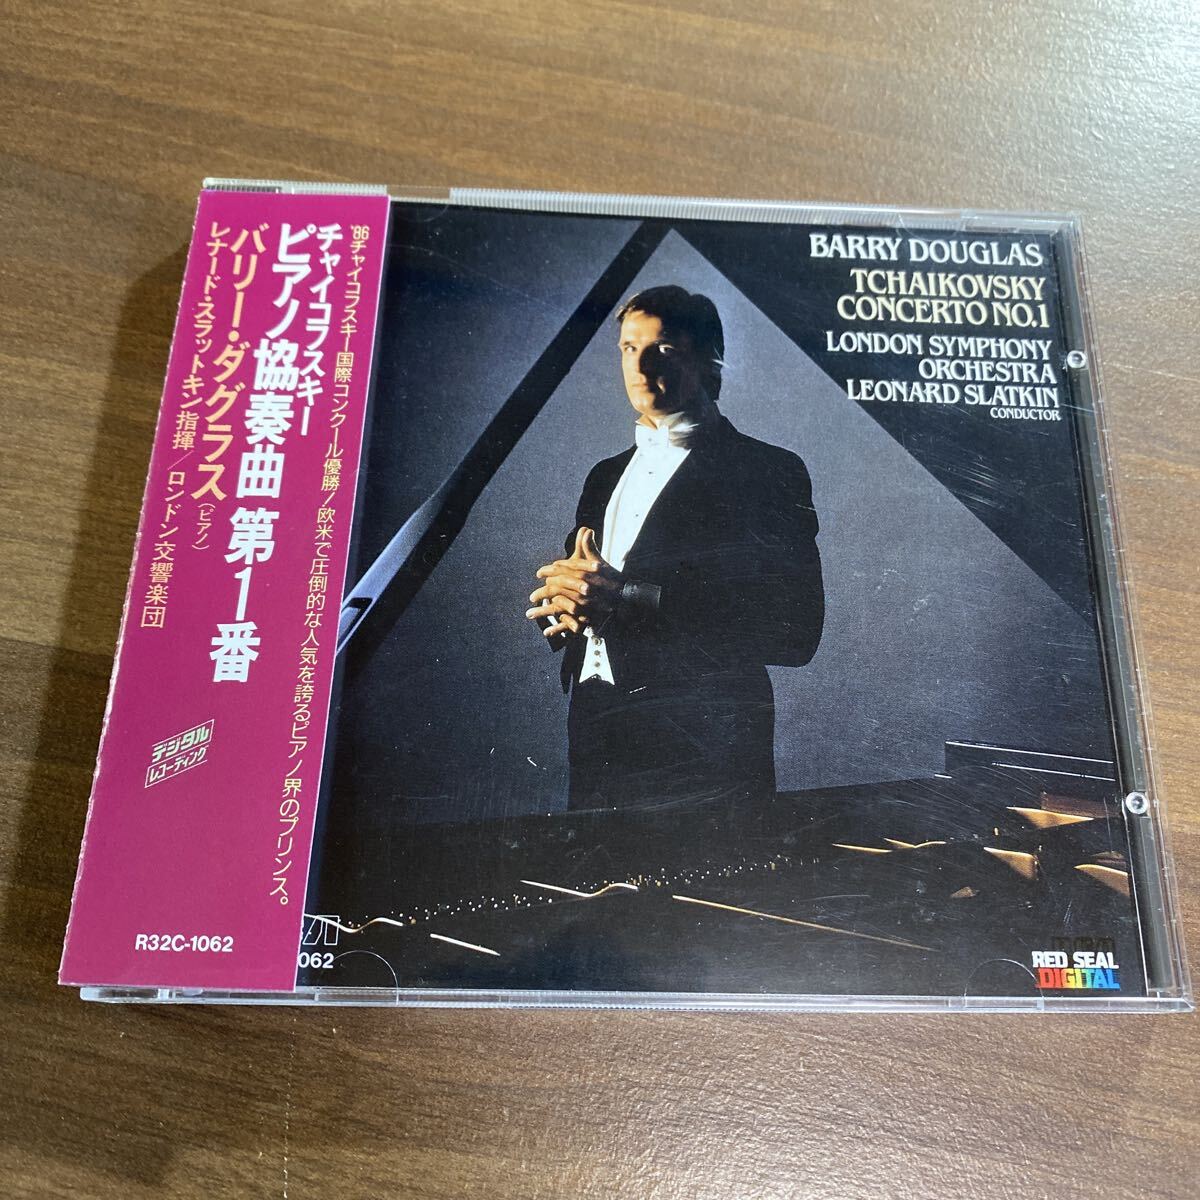 '86チャイコフスキー国際コンクール優勝!欧米で圧倒的な人気を誇るピアノ界のプリンス。
チャイコフスキー
ピアノ協奏曲 第1番
バリー・ダグラス(ピアノ)
レナード・スラットキン指揮/ロンドン交響楽団
デジタル
レコーディング
R32C-1062
BARRY DOUGLAS
TCHAIKOVSKY
CONCERTO NO.1
LONDON SYMPHONY
ORCHESTRA
LEONARD SLATKIN
CONDUCTOR
062
RED SEAL
DIGITAL